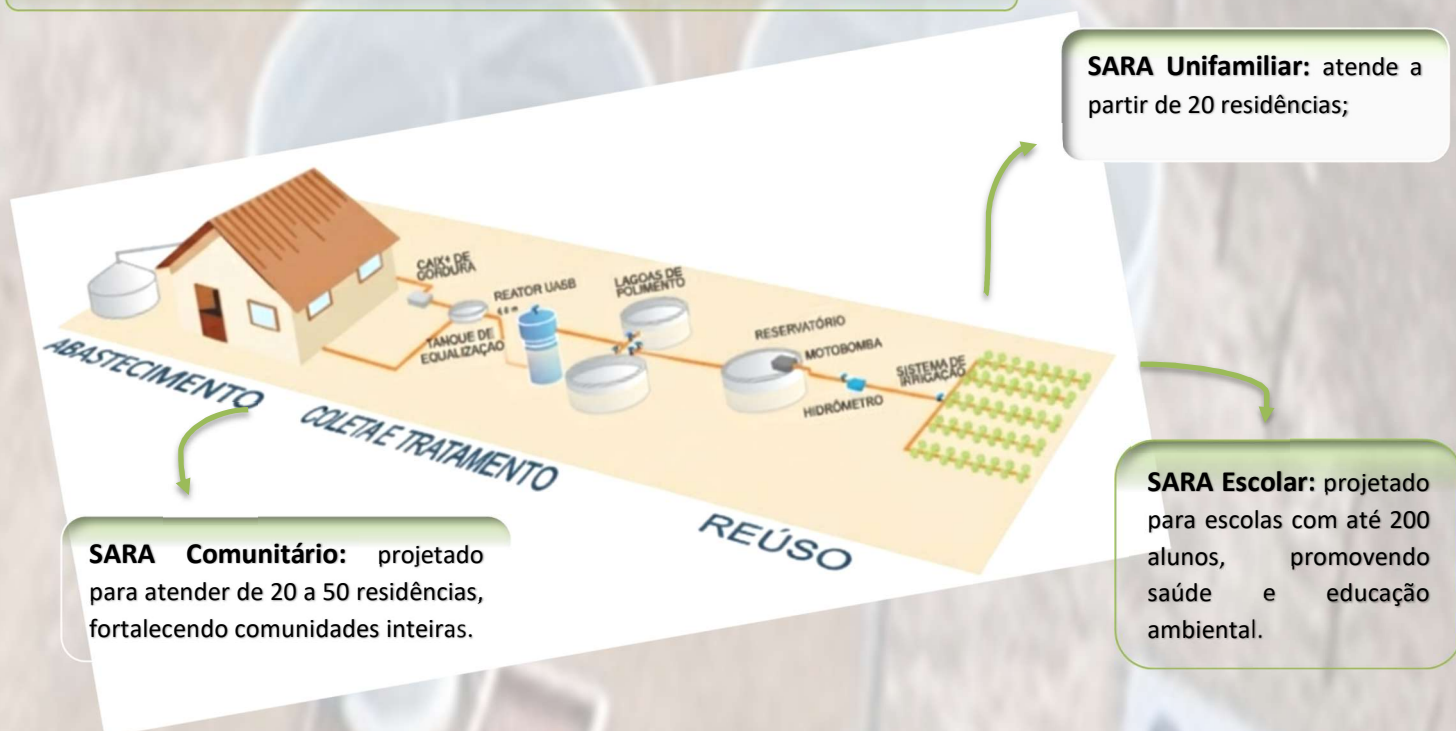 SARA Unifamiliar: atende a
partir de 20 residências;
CAIX+ DE
GORDURA
REATOR UASB
LAGOAS DE
POLIMENTO
TANQUE DE
EQUALIZAÇÃO
RESERVATÓRIO
MOTOBOMBA
SISTEMA DE
IRRIGAÇÃO
HIDRÔMETRO
ABASTECIMENTO
COLETA E TRATAMENTO
REÚSO
SARA Comunitário: projetado
para atender de 20 a 50 residências,
fortalecendo comunidades inteiras.
SARA Escolar: projetado
para escolas com até 200
alunos, promovendo
saúde e educação
ambiental.